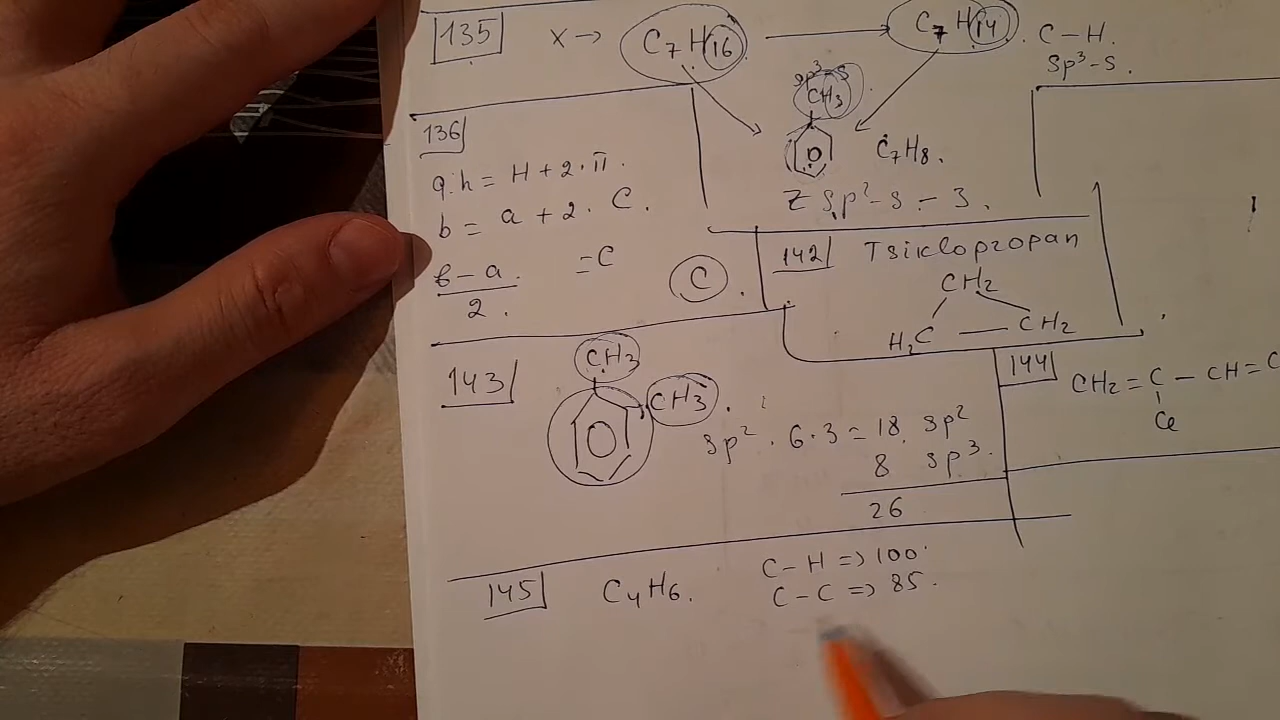 135 X → C7H16 → C7H14. C-H.
sp³-s.
sp³-s
CH3
C7H8.
Z sp²-s - 3.
136
q.h = H + 2·π.
b = a + 2. C.
b-a. = C
2.
C.
142 Tsiklopropan
CH2
H2C — CH2
143
CH3
CH3.
sp². 6·3 = 18. sp²
8 sp³.
26
144 CH2=C-CH=C
Ce
145 C4H6.
C-H => 100
C-C => 85.